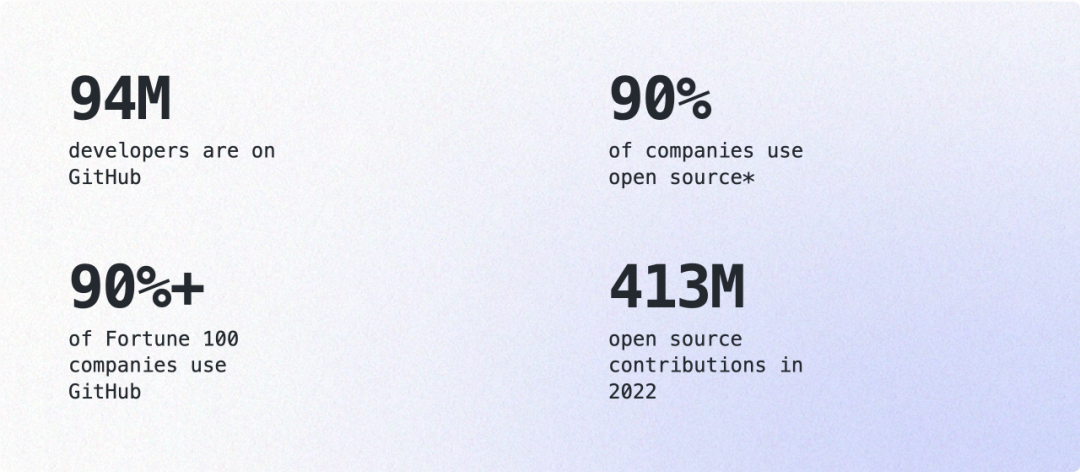 94M
developers are on
GitHub
90%
of companies use
open source*
90%+
of Fortune 100
companies use
GitHub
413M
open source
contributions in
2022